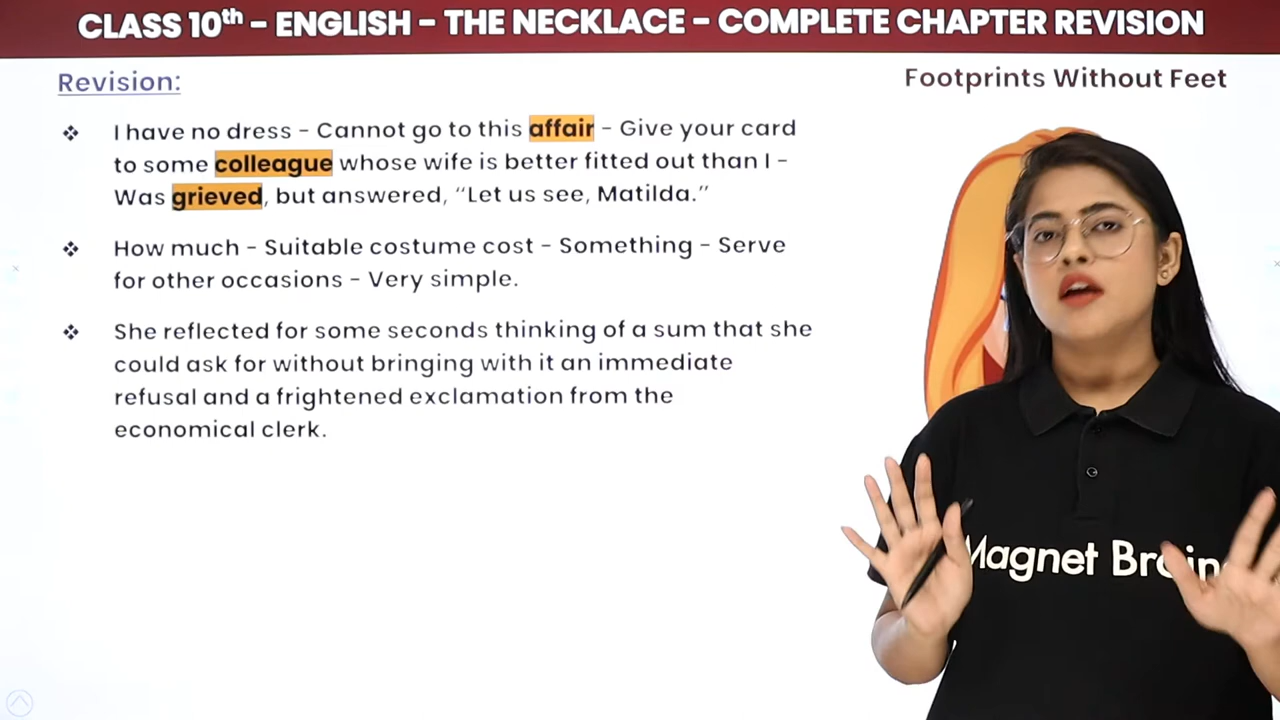 CLASS 10th – ENGLISH – THE NECKLACE – COMPLETE CHAPTER REVISION
Revision:
Footprints Without Feet
❖ I have no dress – Cannot go to this affair – Give your card
to some colleague whose wife is better fitted out than I –
Was grieved, but answered, “Let us see, Matilda.”
❖ How much – Suitable costume cost – Something – Serve
for other occasions – Very simple.
❖ She reflected for some seconds thinking of a sum that she
could ask for without bringing with it an immediate
refusal and a frightened exclamation from the
economical clerk.
Magnet Brain